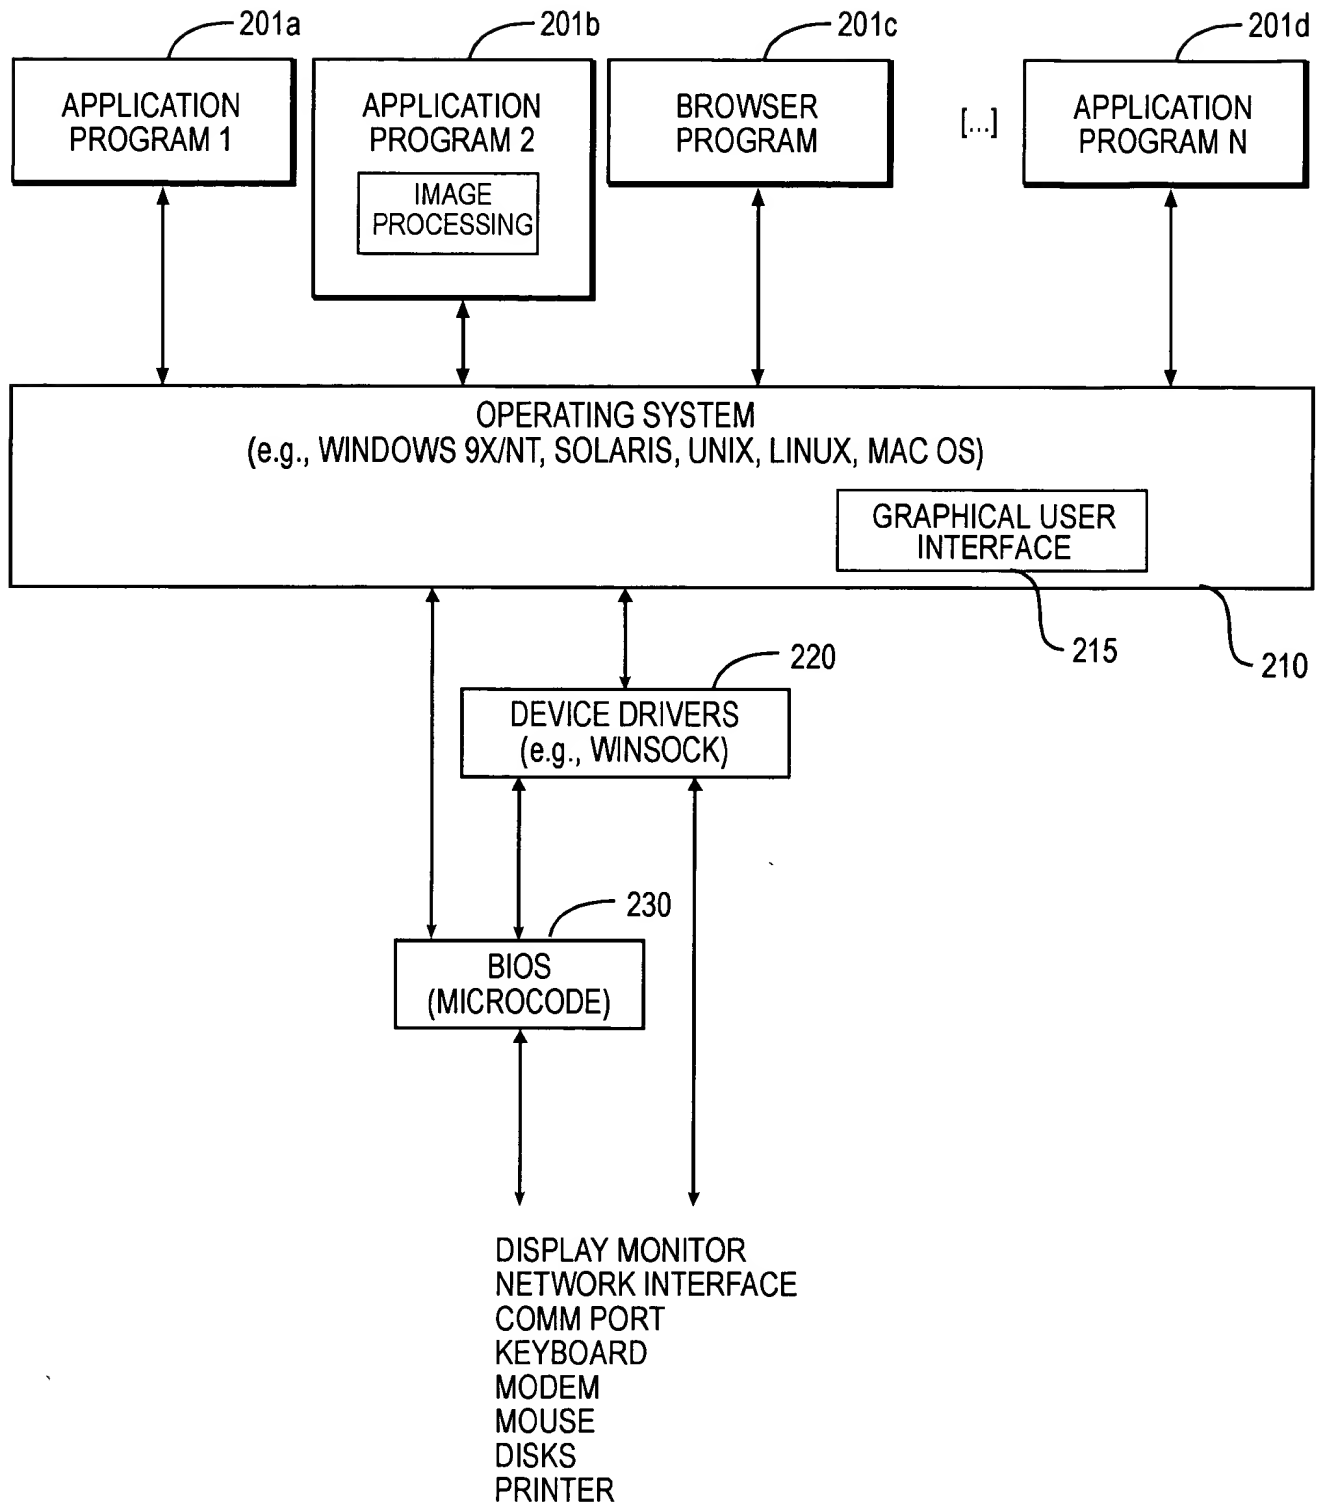 201a
201b
201c
201d
APPLICATION
PROGRAM 1
APPLICATION
PROGRAM 2
IMAGE
PROCESSING
BROWSER
PROGRAM
[...]
APPLICATION
PROGRAM N
OPERATING SYSTEM
(e.g., WINDOWS 9X/NT, SOLARIS, UNIX, LINUX, MAC OS)
GRAPHICAL USER
INTERFACE
215
210
220
DEVICE DRIVERS
(e.g., WINSOCK)
230
BIOS
(MICROCODE)
DISPLAY MONITOR
NETWORK INTERFACE
COMM PORT
KEYBOARD
MODEM
MOUSE
DISKS
PRINTER